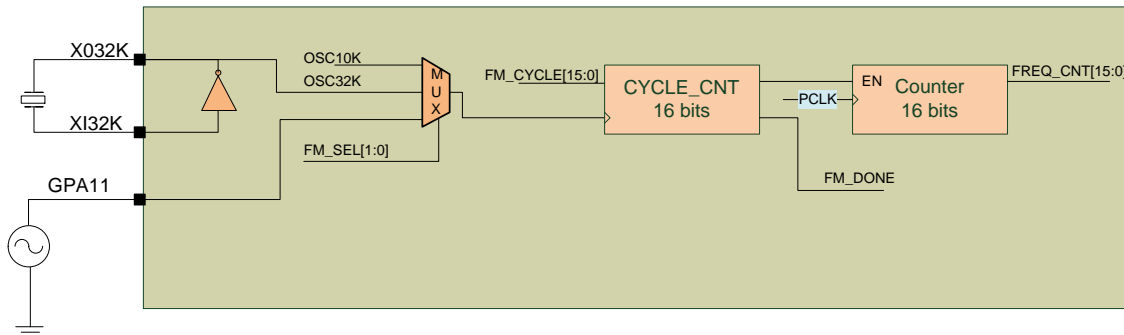 X032K
XI32K
GPA11
OSC10K
OSC32K
FM_SEL[1:0]
MUX
FM_CYCLE[15:0]
CYCLE_CNT
16 bits
PCLK
EN
Counter
16 bits
FREQ_CNT[15:0]
FM_DONE